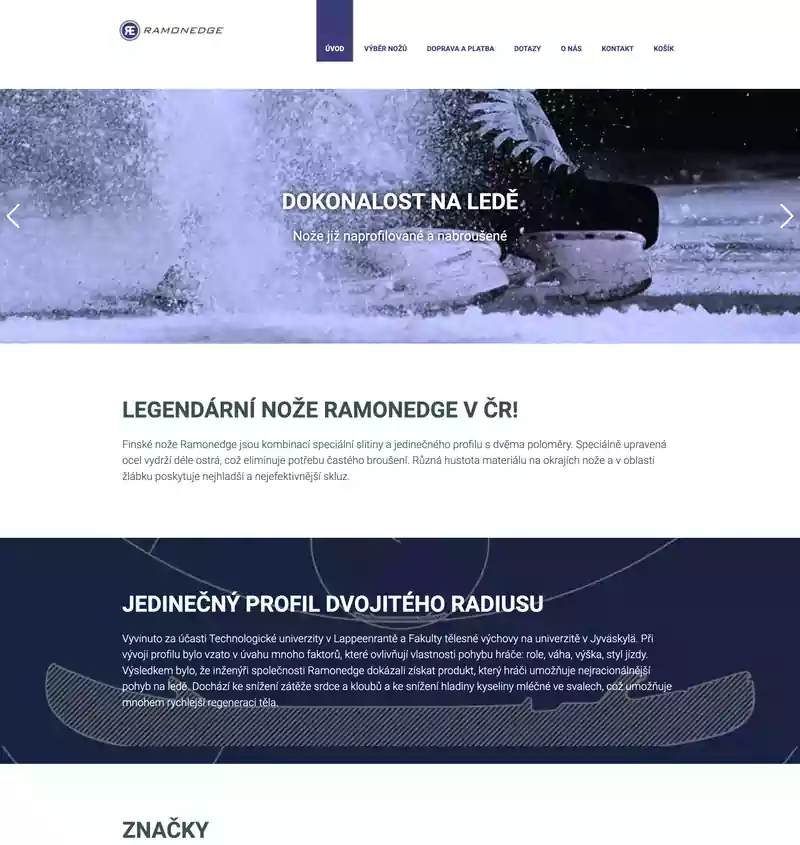 RE RAMONEDGE
ÚVOD VÝBĚR NOŽŮ DOPRAVA A PLATBA DOTAZY O NÁS KONTAKT KOŠÍK
DOKONALOST NA LEDĚ
Nože již naprofilované a nabroušené
LEGENDÁRNÍ NOŽE RAMONEDGE V ČR!
Finské nože Ramonedge jsou kombinací speciální slitiny a jedinečného profilu s dvěma poloměry. Speciálně upravená
ocel vydrží déle ostrá, což eliminuje potřebu častého broušení. Různá hustota materiálu na okrajích nože a v oblasti
žlábku poskytuje nejhladší a nejefektivnější skluz.
JEDINEČNÝ PROFIL DVOJITÉHO RADIUSU
Vyvinuto za účasti Technologické univerzity v Lappeenrantě a Fakulty tělesné výchovy na univerzitě v Jyväskylä. Při
vývoji profilu bylo vzato v úvahu mnoho faktorů, které ovlivňují vlastnosti pohybu hráče: role, váha, výška, styl jízdy.
Výsledkem bylo, že inženýři společnosti Ramonedge dokázali získat produkt, který hráči umožňuje nejracionálnější
pohyb na ledě. Dochází ke snížení zátěže srdce a kloubů a ke snížení hladiny kyseliny mléčné ve svalech, což umožňuje
mnohem rychlejší regeneraci těla.
ZNAČKY